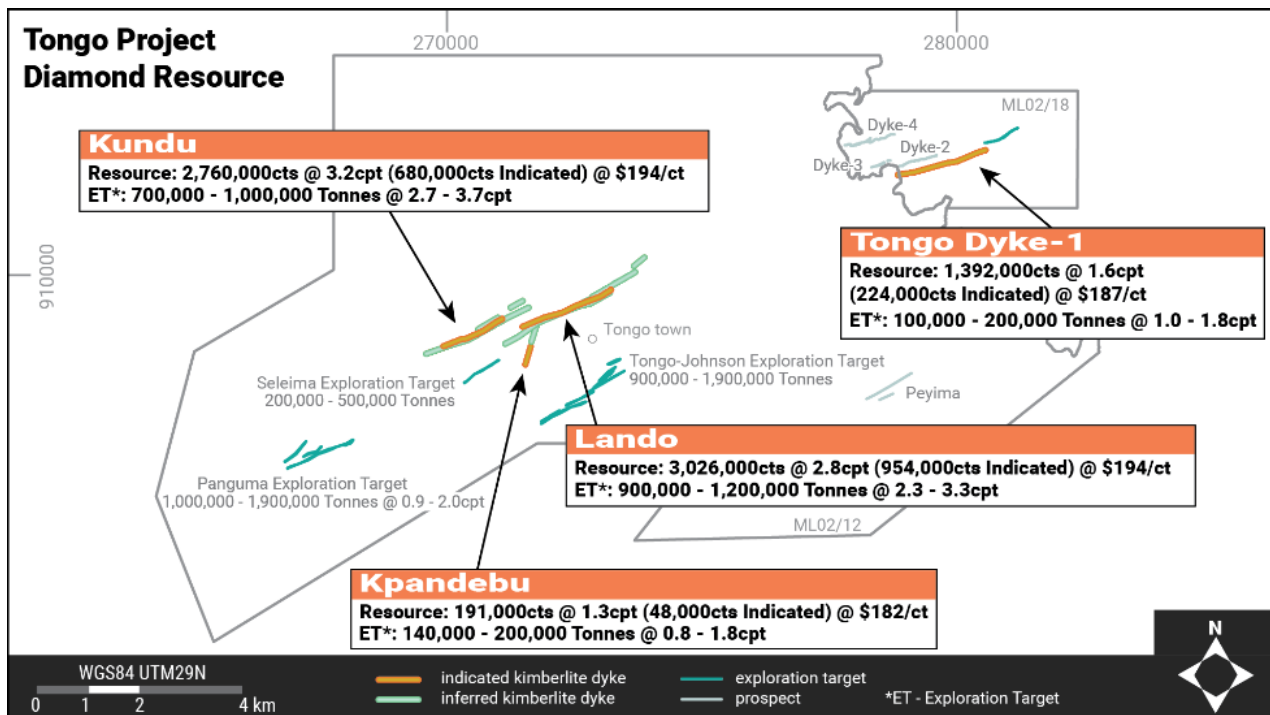 Tongo Project
Diamond Resource
270000
280000
910000
ML02/18
Dyke-4
Dyke-2
Dyke-3
Kundu
Resource: 2,760,000cts @ 3.2cpt (680,000cts Indicated) @ $194/ct
ET*: 700,000 - 1,000,000 Tonnes @ 2.7 - 3.7cpt
Tongo Dyke-1
Resource: 1,392,000cts @ 1.6cpt
(224,000cts Indicated) @ $187/ct
ET*: 100,000 - 200,000 Tonnes @ 1.0 - 1.8cpt
Tongo town
Seleima Exploration Target
200,000 - 500,000 Tonnes
Tongo-Johnson Exploration Target
900,000 - 1,900,000 Tonnes
Peyima
Lando
Resource: 3,026,000cts @ 2.8cpt (954,000cts Indicated) @ $194/ct
ET*: 900,000 - 1,200,000 Tonnes @ 2.3 - 3.3cpt
Panguma Exploration Target
1,000,000 - 1,900,000 Tonnes @ 0.9 - 2.0cpt
ML02/12
Kpandebu
Resource: 191,000cts @ 1.3cpt (48,000cts Indicated) @ $182/ct
ET*: 140,000 - 200,000 Tonnes @ 0.8 - 1.8cpt
WGS84 UTM29N
0 1 2 4 km
indicated kimberlite dyke
inferred kimberlite dyke
exploration target
prospect
*ET - Exploration Target
N